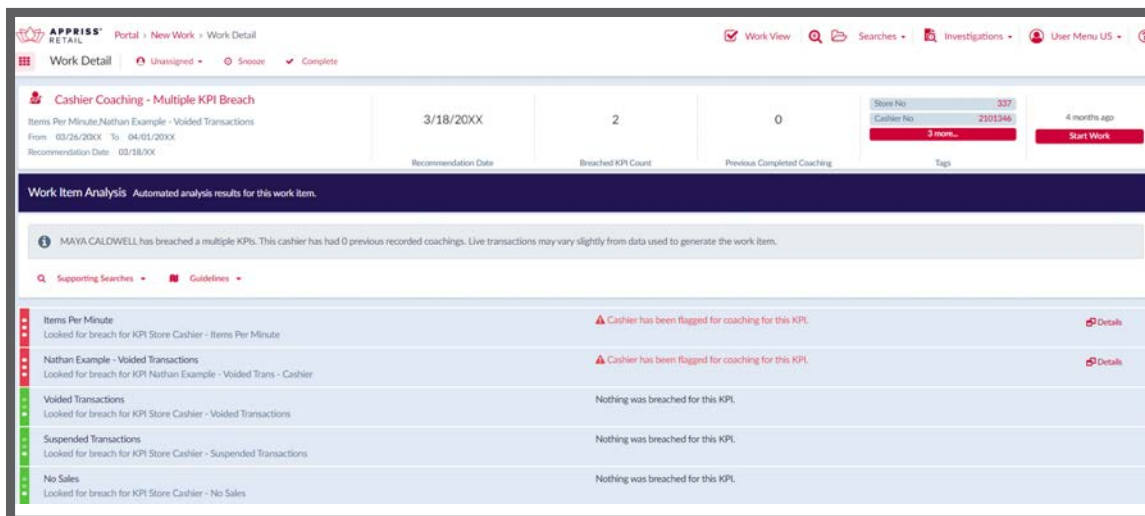 APPRISS®
RETAIL
Portal › New Work › Work Detail
Work View
Searches
Investigations
User Menu US
Work Detail
Unassigned
Snooze
Complete
Cashier Coaching - Multiple KPI Breach
Items Per Minute,Nathan Example - Voided Transactions
From 03/26/20XX To 04/01/20XX
Recommendation Date 03/18/XX
3/18/20XX
Recommendation Date
2
Breached KPI Count
0
Previous Completed Coaching
Store No 337
Cashier No 2101346
3 more...
Tags
4 months ago
Start Work
Work Item Analysis Automated analysis results for this work item.
MAYA CALDWELL has breached a multiple KPIs. This cashier has had 0 previous recorded coachings. Live transactions may vary slightly from data used to generate the work item.
Supporting Searches
Guidelines
Items Per Minute
Looked for breach for KPI Store Cashier - Items Per Minute
Cashier has been flagged for coaching for this KPI.
Details
Nathan Example - Voided Transactions
Looked for breach for KPI Nathan Example - Voided Trans - Cashier
Cashier has been flagged for coaching for this KPI.
Details
Voided Transactions
Looked for breach for KPI Store Cashier - Voided Transactions
Nothing was breached for this KPI.
Suspended Transactions
Looked for breach for KPI Store Cashier - Suspended Transactions
Nothing was breached for this KPI.
No Sales
Looked for breach for KPI Store Cashier - No Sales
Nothing was breached for this KPI.